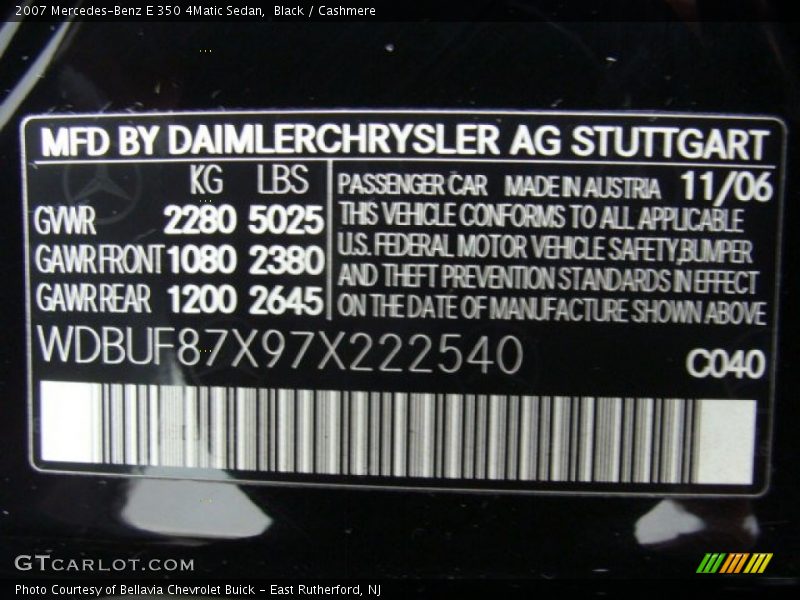 2007 Mercedes-Benz E 350 4Matic Sedan, Black / Cashmere
MFD BY DAIMLERCHRYSLER AG STUTTGART
KG LBS
GVWR 2280 5025
GAWR FRONT 1080 2380
GAWR REAR 1200 2645
PASSENGER CAR MADE IN AUSTRIA 11/06
THIS VEHICLE CONFORMS TO ALL APPLICABLE
U.S. FEDERAL MOTOR VEHICLE SAFETY,BUMPER
AND THEFT PREVENTION STANDARDS IN EFFECT
ON THE DATE OF MANUFACTURE SHOWN ABOVE
WDBUF87X97X222540
C040
GTCARLOT.COM
Photo Courtesy of Bellavia Chevrolet Buick - East Rutherford, NJ